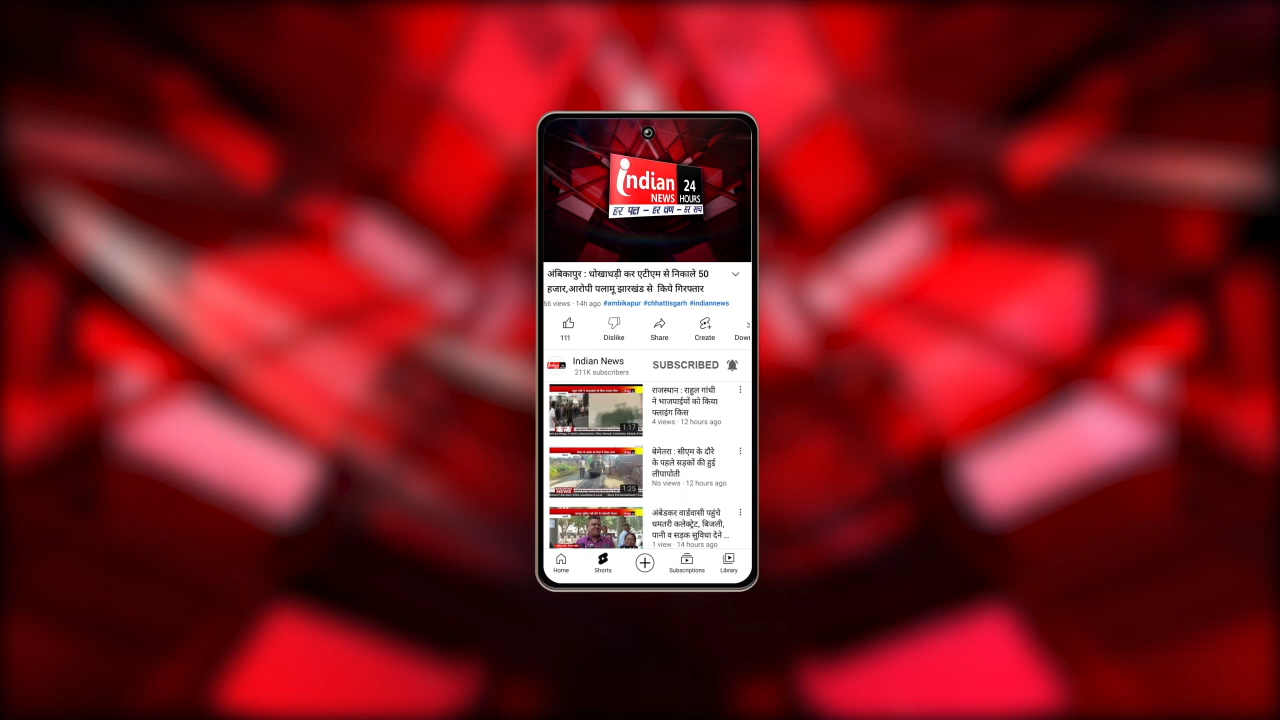 indian
24
NEWS HOURS
हर पल - हर क्षण - हर सच
अंबिकापुर : धोखाधड़ी कर एटीएम से निकाले 50
हजार,आरोपी पलामू झारखंड से किये गिरफ्तार
66 views · 14h ago #ambikapur #chhattisgarh #indiannews
111 Dislike Share Create Dow
Indian News
211K subscribers
SUBSCRIBED
राजस्थान : राहुल गांधी
ने भाजपाईयों को किया
फ्लाइंग किस
4 views · 12 hours ago
1:17
बेमेतरा : सीएम के दौरे
के पहले सड़कों की हुई
लीपापोती
No views · 12 hours ago
1:25
अंबेडकर वार्डवासी पहुंचे
धमतरी कलेक्ट्रेट, बिजली,
पानी व सड़क सुविधा देने ...
1 view · 14 hours ago
Home Shorts Subscriptions Library